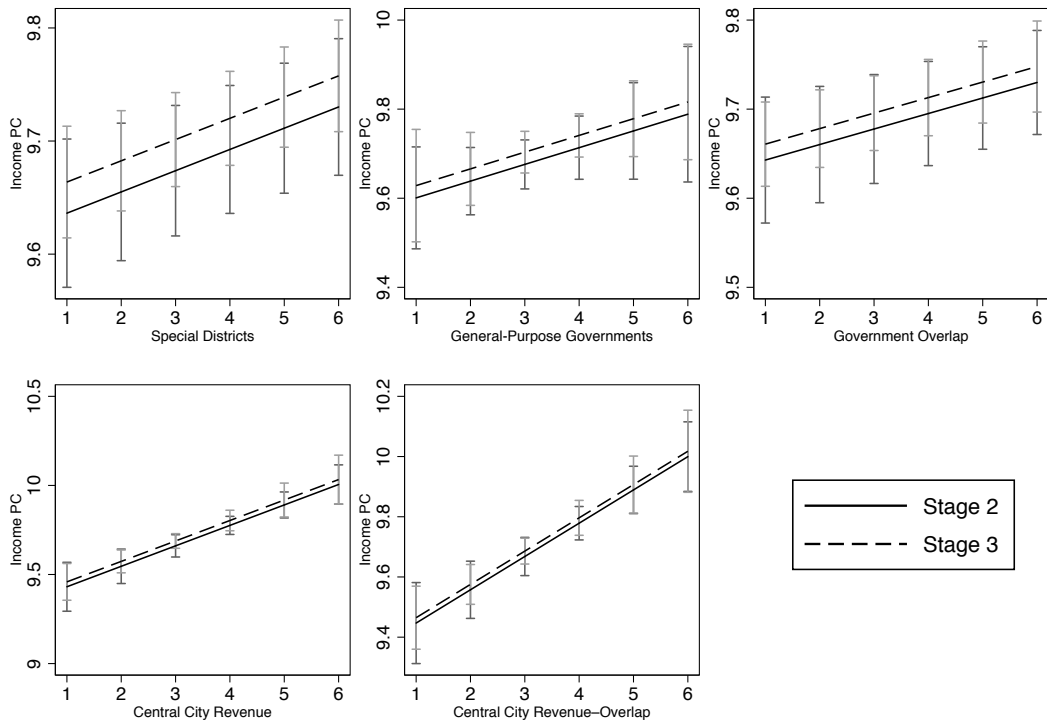 9.6 9.7 9.8
Income PC
1 2 3 4 5 6
Special Districts
9.4 9.6 9.8 10
Income PC
1 2 3 4 5 6
General-Purpose Governments
9.5 9.6 9.7 9.8
Income PC
1 2 3 4 5 6
Government Overlap
9 9.5 10 10.5
Income PC
1 2 3 4 5 6
Central City Revenue
9.4 9.6 9.8 10 10.2
Income PC
1 2 3 4 5 6
Central City Revenue–Overlap
Stage 2
Stage 3